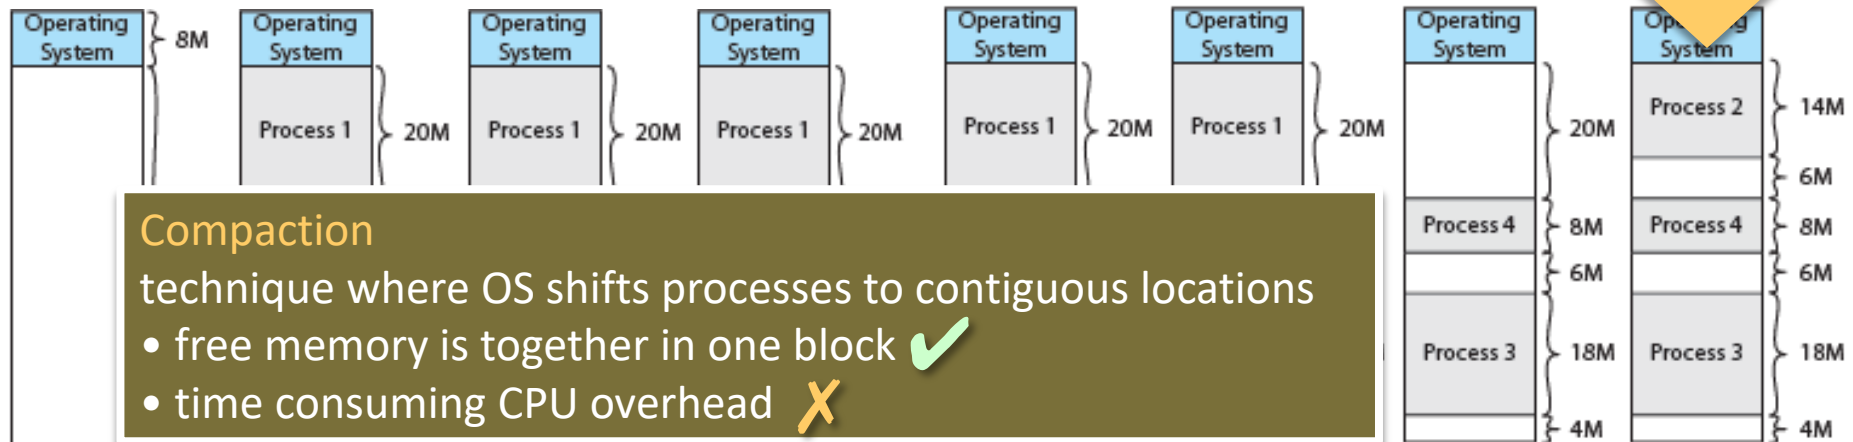 Operating System
8M
Operating System
Process 1
20M
Operating System
Process 1
20M
Operating System
Process 1
20M
Operating System
Process 1
20M
Operating System
Process 1
20M
Operating System
20M
Process 4
8M
6M
Process 3
18M
4M
System
Process 2
14M
6M
Process 4
8M
6M
Process 3
18M
4M
Compaction
technique where OS shifts processes to contiguous locations
• free memory is together in one block ✔
• time consuming CPU overhead ✗